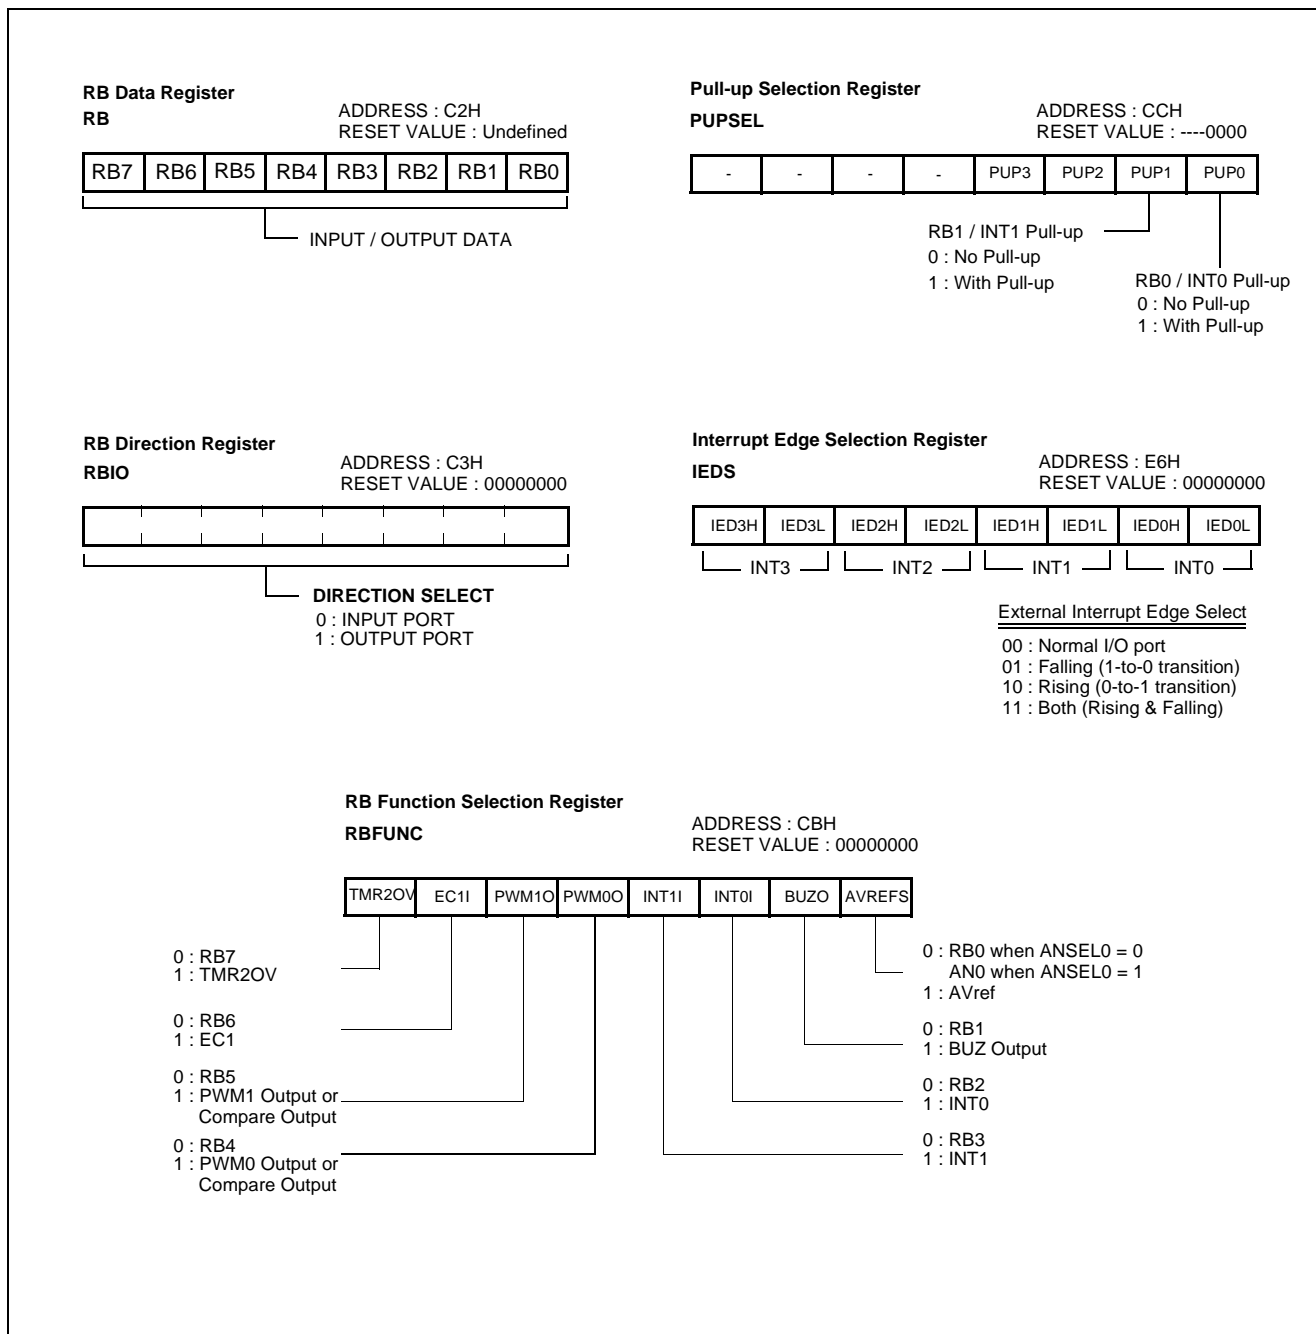 RB Data Register
RB
ADDRESS : C2H
RESET VALUE : Undefined
RB7 RB6 RB5 RB4 RB3 RB2 RB1 RB0
INPUT / OUTPUT DATA
Pull-up Selection Register
PUPSEL
ADDRESS : CCH
RESET VALUE : ----0000
- - - - PUP3 PUP2 PUP1 PUP0
RB1 / INT1 Pull-up
0 : No Pull-up
1 : With Pull-up
RB0 / INT0 Pull-up
0 : No Pull-up
1 : With Pull-up
RB Direction Register
RBIO
ADDRESS : C3H
RESET VALUE : 00000000
DIRECTION SELECT
0 : INPUT PORT
1 : OUTPUT PORT
Interrupt Edge Selection Register
IEDS
ADDRESS : E6H
RESET VALUE : 00000000
IED3H IED3L IED2H IED2L IED1H IED1L IED0H IED0L
INT3 INT2 INT1 INT0
External Interrupt Edge Select
00 : Normal I/O port
01 : Falling (1-to-0 transition)
10 : Rising (0-to-1 transition)
11 : Both (Rising & Falling)
RB Function Selection Register
RBFUNC
ADDRESS : CBH
RESET VALUE : 00000000
TMR2OV EC1I PWM1O PWM0O INT1I INT0I BUZO AVREFS
0 : RB7
1 : TMR2OV
0 : RB6
1 : EC1
0 : RB5
1 : PWM1 Output or
Compare Output
0 : RB4
1 : PWM0 Output or
Compare Output
0 : RB0 when ANSEL0 = 0
AN0 when ANSEL0 = 1
1 : AVref
0 : RB1
1 : BUZ Output
0 : RB2
1 : INT0
0 : RB3
1 : INT1